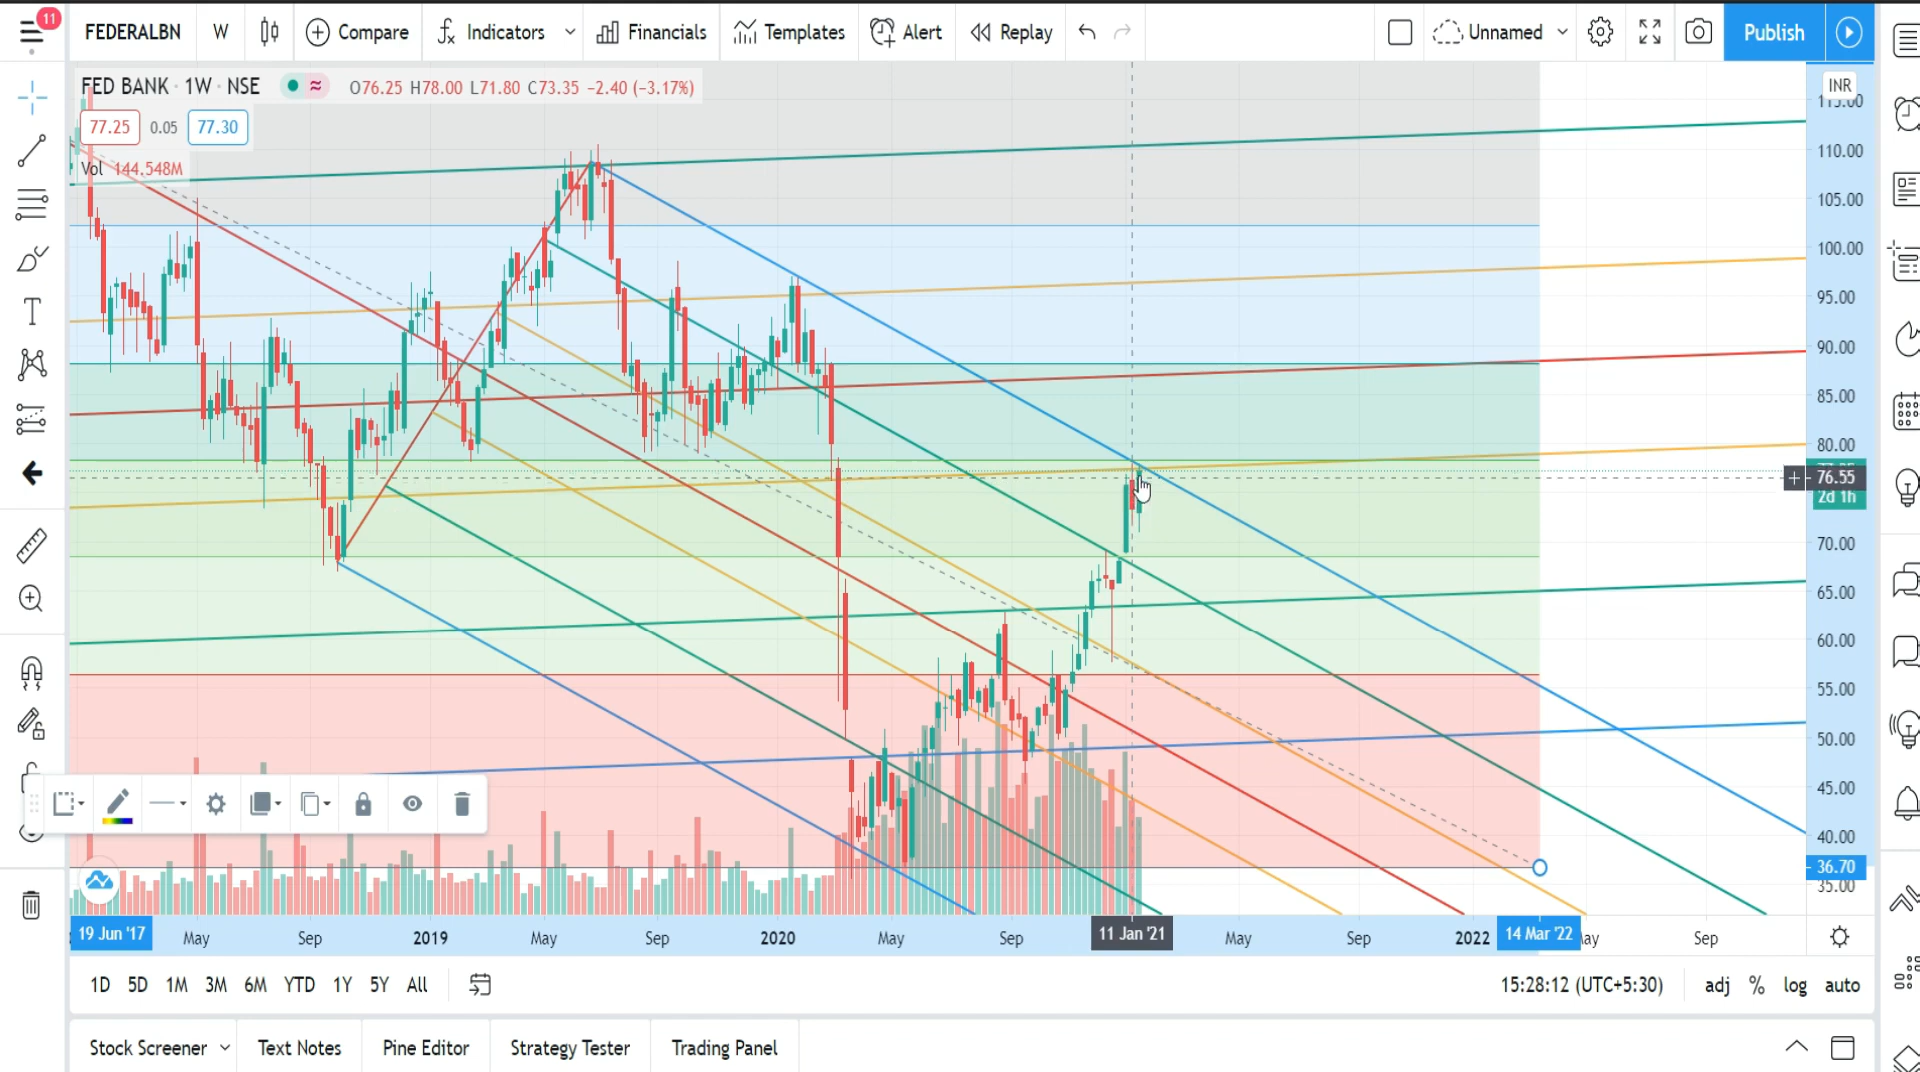 11
FEDERALBN W Compare Indicators Financials Templates Alert Replay Unnamed Publish
FED BANK · 1W · NSE O76.25 H78.00 L71.80 C73.35 −2.40 (−3.17%)
INR
77.25 0.05 77.30
Vol 144.548M
115.00
110.00
105.00
100.00
95.00
90.00
85.00
80.00
76.55
2d 1h
70.00
65.00
60.00
55.00
50.00
45.00
40.00
36.70
35.00
19 Jun '17 May Sep 2019 May Sep 2020 May Sep 11 Jan '21 May Sep 2022 14 Mar '22 Sep
1D 5D 1M 3M 6M YTD 1Y 5Y All 15:28:12 (UTC+5:30) adj % log auto
Stock Screener Text Notes Pine Editor Strategy Tester Trading Panel